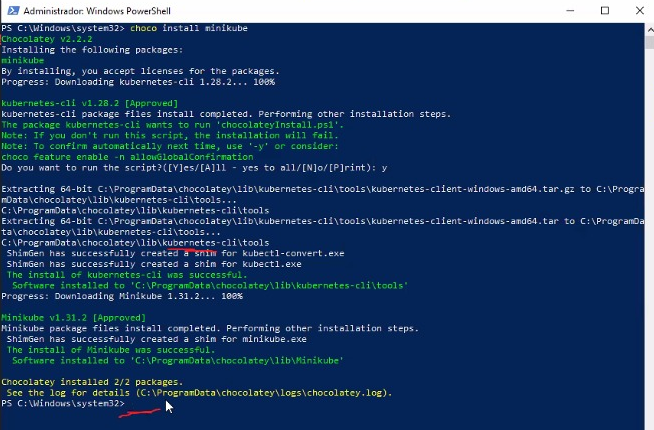 Administrador: Windows PowerShell
PS C:\Windows\system32> choco install minikube
Chocolatey v2.2.2
Installing the following packages:
minikube
By installing, you accept licenses for the packages.
Progress: Downloading kubernetes-cli 1.28.2... 100%
kubernetes-cli v1.28.2 [Approved]
kubernetes-cli package files install completed. Performing other installation steps.
The package kubernetes-cli wants to run 'chocolateyInstall.ps1'.
Note: If you don't run this script, the installation will fail.
Note: To confirm automatically next time, use '-y' or consider:
choco feature enable -n allowGlobalConfirmation
Do you want to run the script?([Y]es/[A]ll - yes to all/[N]o/[P]rint): y
Extracting 64-bit C:\ProgramData\chocolatey\lib\kubernetes-cli\tools\kubernetes-client-windows-amd64.tar.gz to C:\Progra
mData\chocolatey\lib\kubernetes-cli\tools...
C:\ProgramData\chocolatey\lib\kubernetes-cli\tools
Extracting 64-bit C:\ProgramData\chocolatey\lib\kubernetes-cli\tools\kubernetes-client-windows-amd64.tar to C:\ProgramDa
ta\chocolatey\lib\kubernetes-cli\tools...
C:\ProgramData\chocolatey\lib\kubernetes-cli\tools
ShimGen has successfully created a shim for kubectl-convert.exe
ShimGen has successfully created a shim for kubectl.exe
The install of kubernetes-cli was successful.
Software installed to 'C:\ProgramData\chocolatey\lib\kubernetes-cli\tools'
Progress: Downloading Minikube 1.31.2... 100%
Minikube v1.31.2 [Approved]
Minikube package files install completed. Performing other installation steps.
ShimGen has successfully created a shim for minikube.exe
The install of Minikube was successful.
Software installed to 'C:\ProgramData\chocolatey\lib\Minikube'
Chocolatey installed 2/2 packages.
See the log for details (C:\ProgramData\chocolatey\logs\chocolatey.log).
PS C:\Windows\system32>